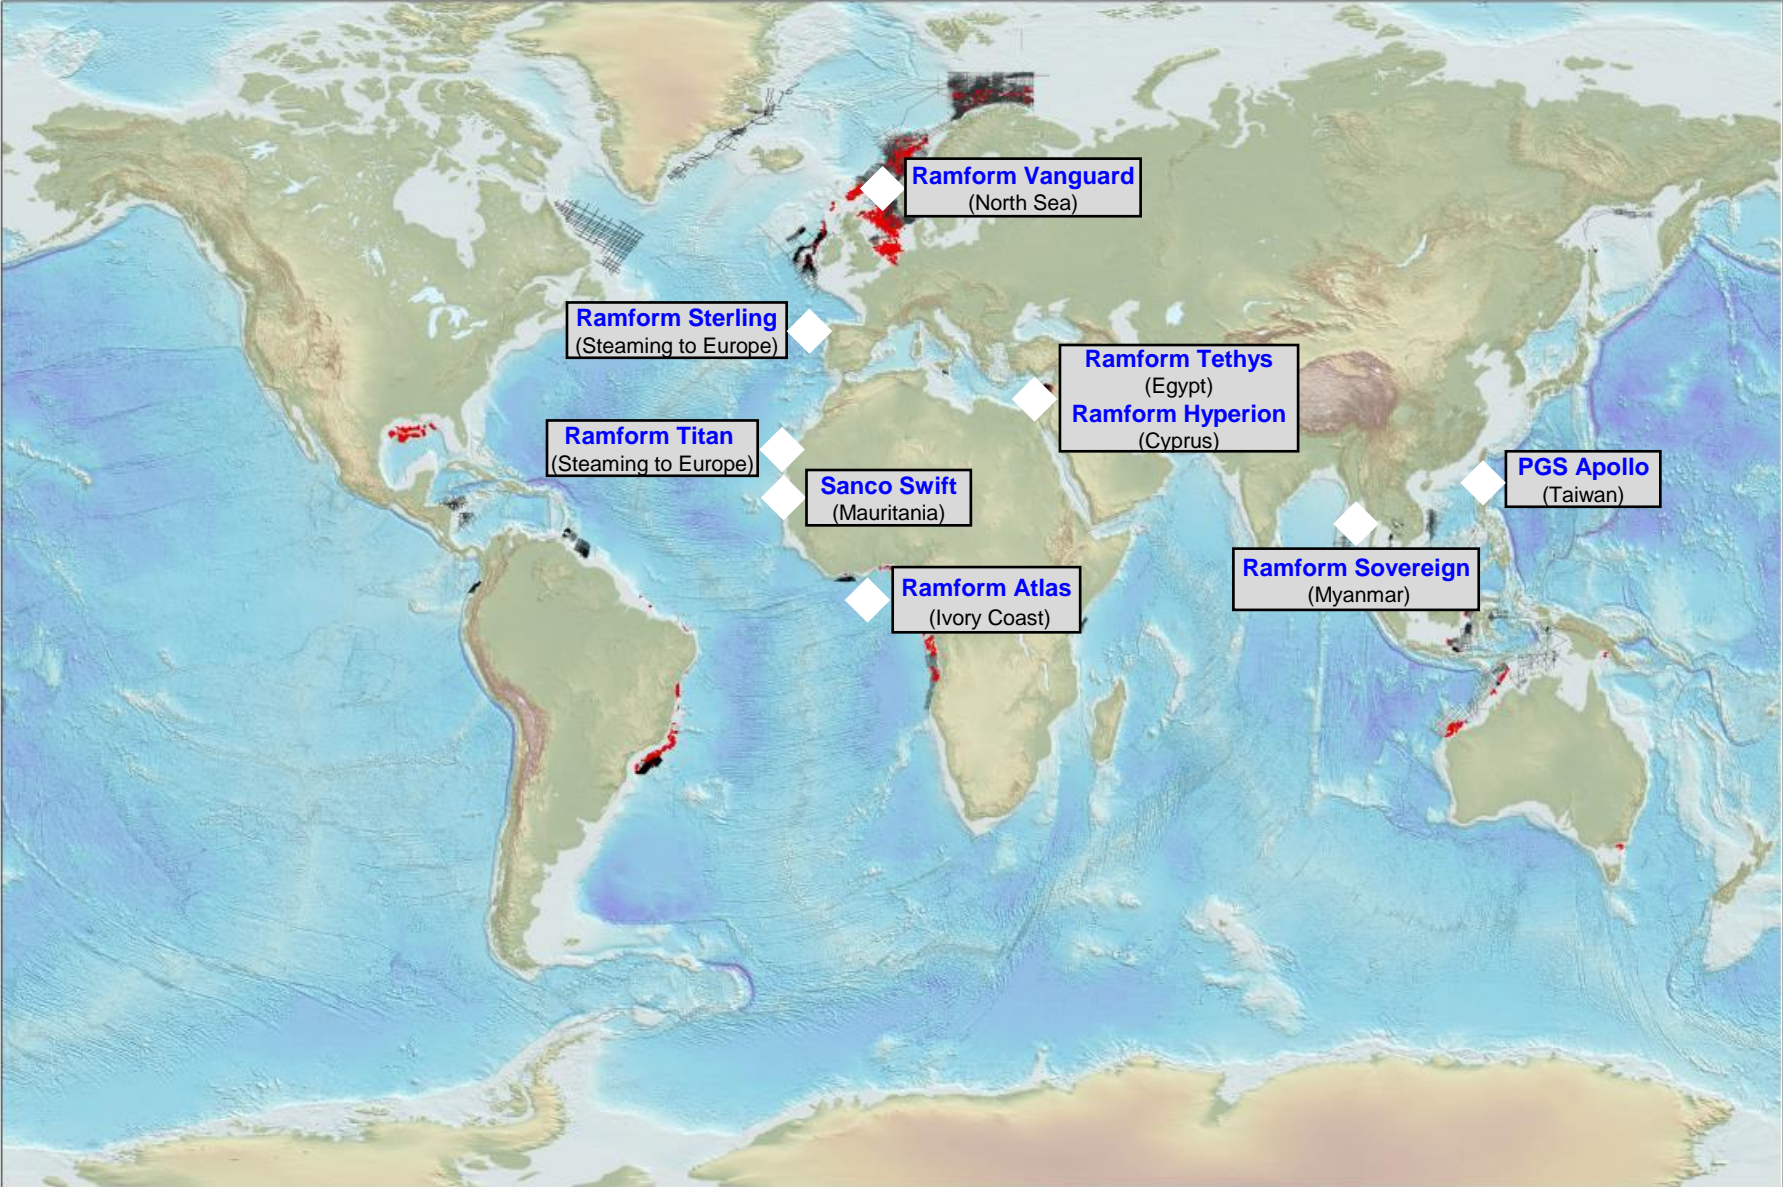 Ramform Vanguard
(North Sea)
Ramform Sterling
(Steaming to Europe)
Ramform Tethys
(Egypt)
Ramform Hyperion
(Cyprus)
Ramform Titan
(Steaming to Europe)
Sanco Swift
(Mauritania)
PGS Apollo
(Taiwan)
Ramform Sovereign
(Myanmar)
Ramform Atlas
(Ivory Coast)